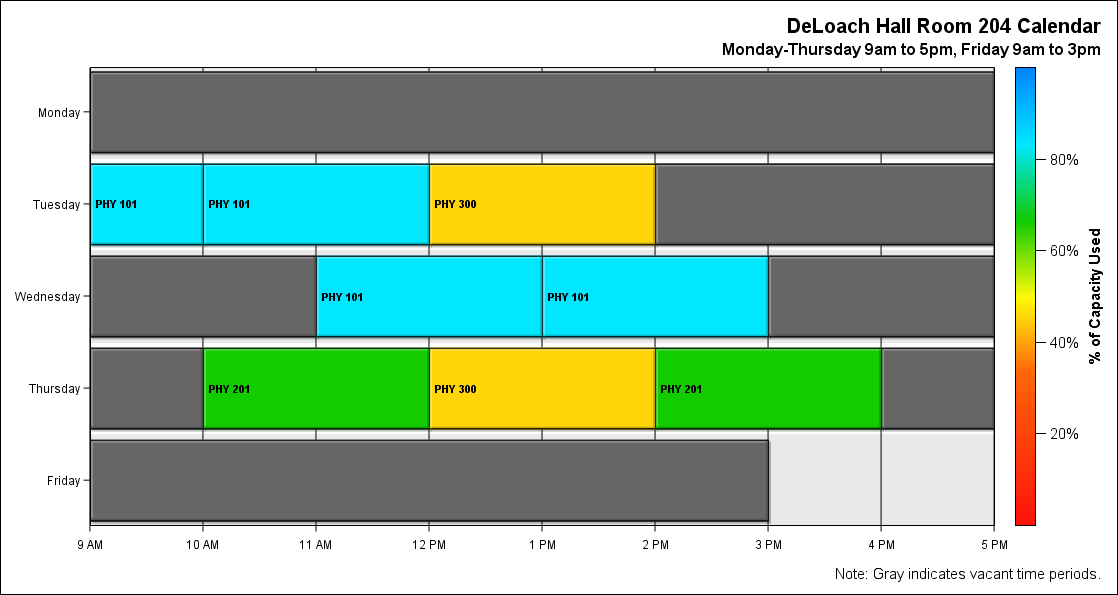 DeLoach Hall Room 204 Calendar
Monday-Thursday 9am to 5pm, Friday 9am to 3pm
Monday
Tuesday
PHY 101
PHY 101
PHY 300
Wednesday
PHY 101
PHY 101
Thursday
PHY 201
PHY 300
PHY 201
Friday
9 AM
10 AM
11 AM
12 PM
1 PM
2 PM
3 PM
4 PM
5 PM
80%
60%
40%
20%
% of Capacity Used
Note: Gray indicates vacant time periods.